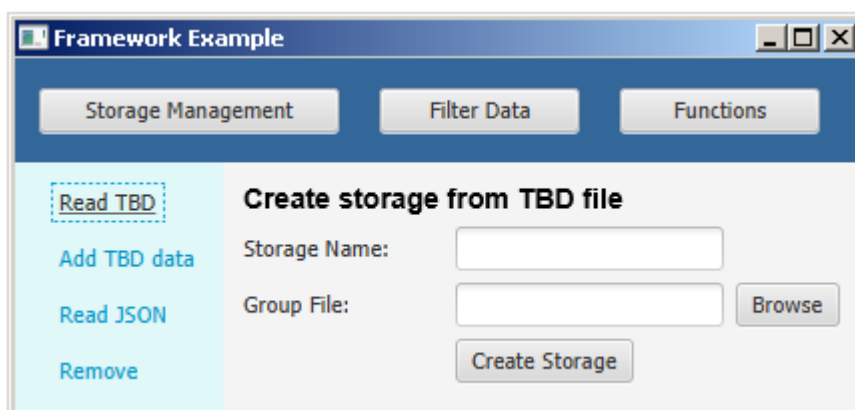 Framework Example
Storage Management Filter Data Functions
Read TBD
Add TBD data
Read JSON
Remove
Create storage from TBD file
Storage Name:
Group File: Browse
Create Storage